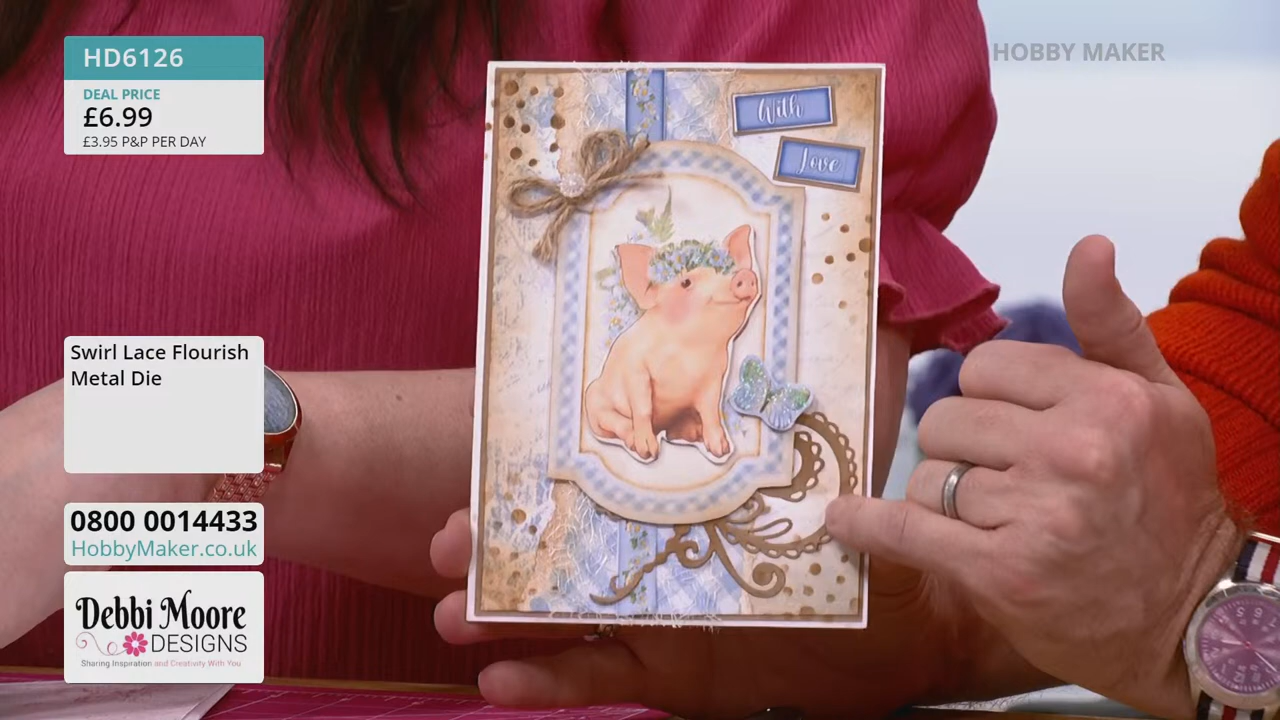 HD6126
DEAL PRICE
£6.99
£3.95 P&P PER DAY
HOBBY MAKER
With
Love
Swirl Lace Flourish
Metal Die
0800 0014433
HobbyMaker.co.uk
Debbi Moore
DESIGNS
Sharing Inspiration and Creativity With You